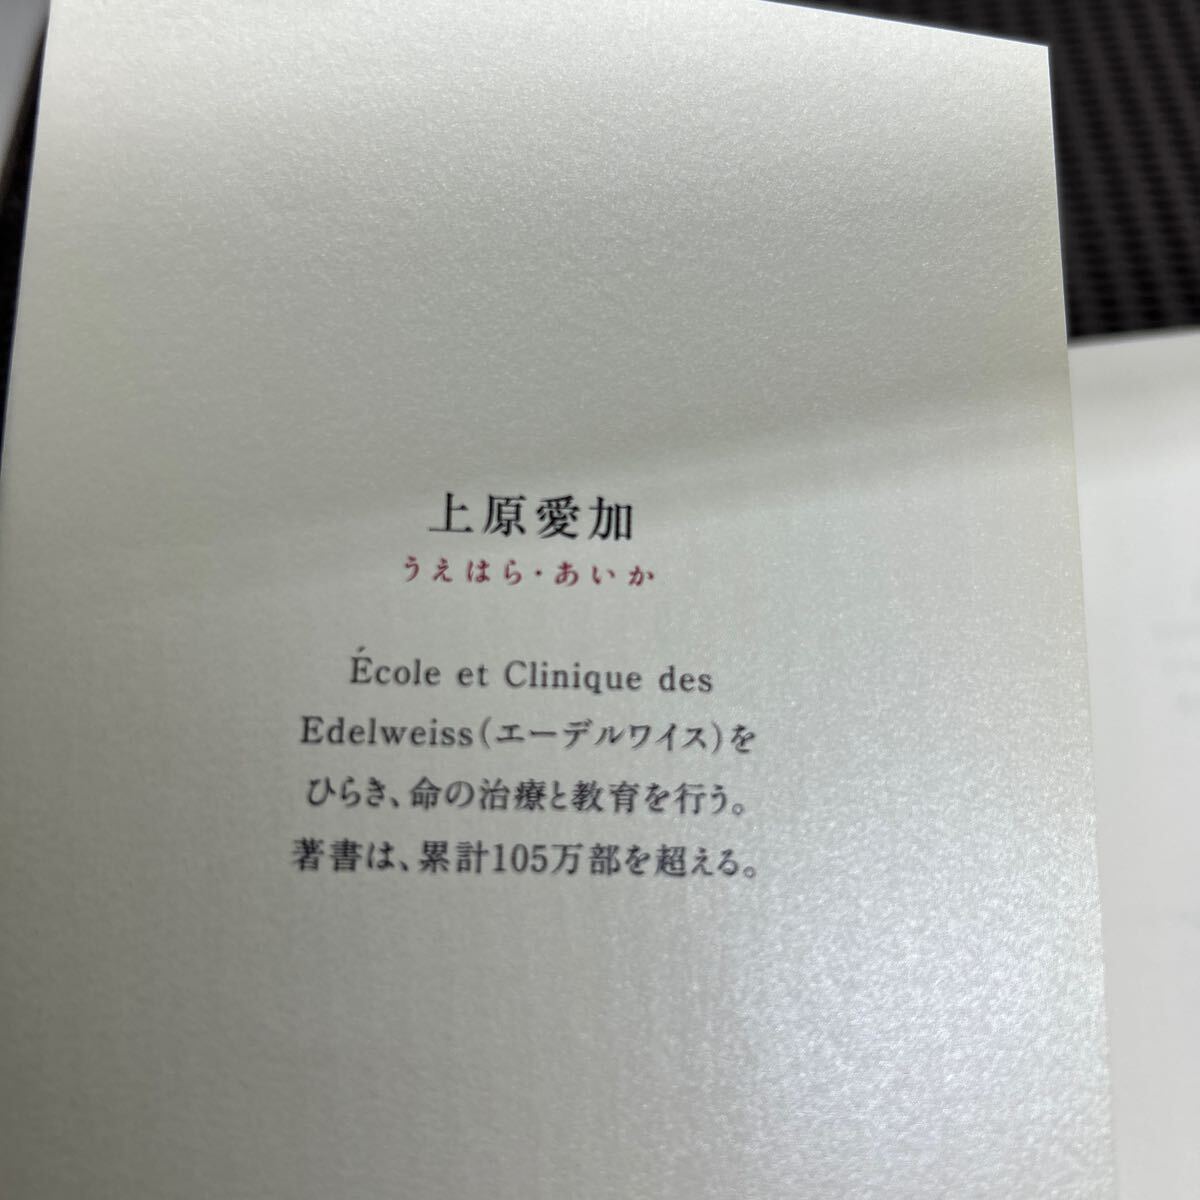 上原愛加
うえはら・あいか
École et Clinique des
Edelweiss(エーデルワイス)を
ひらき、命の治療と教育を行う。
著書は、累計105万部を超える。